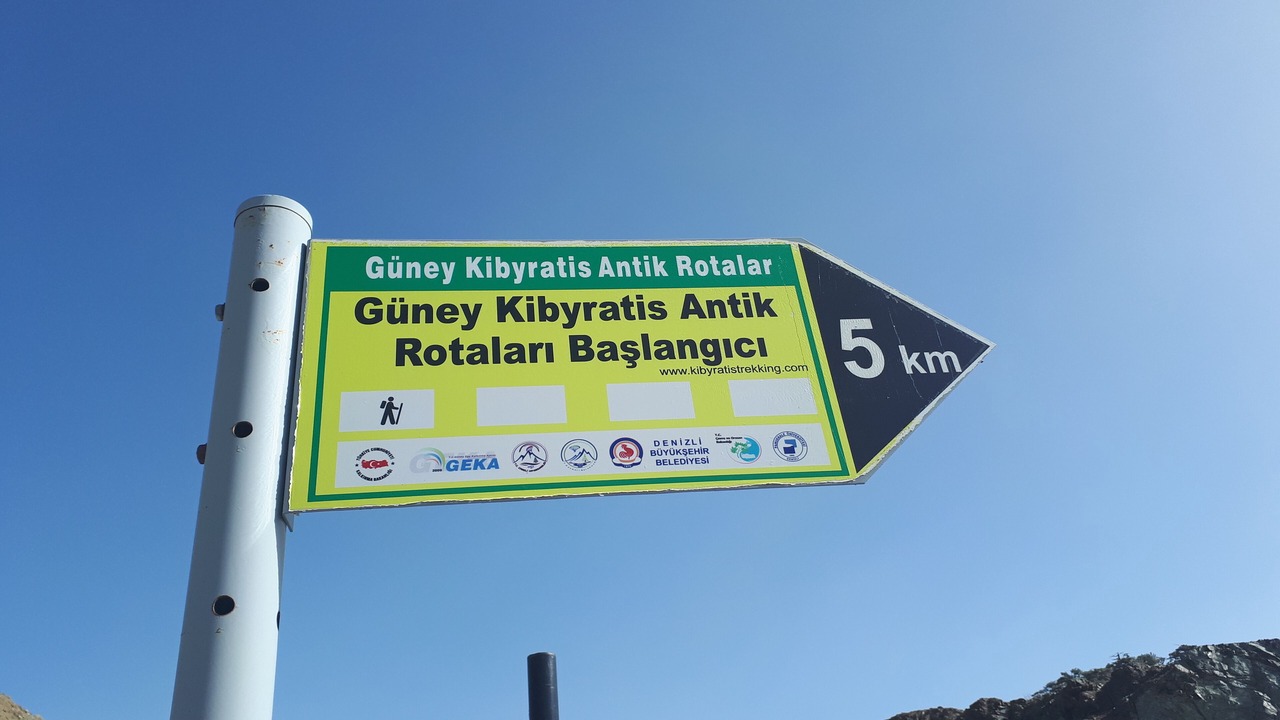 Güney Kibyratis Antik Rotalar
Güney Kibyratis Antik
Rotaları Başlangıcı
www.kibyratistrekking.com
5 km
GEKA
DENİZLİ
BÜYÜKŞEHİR
BELEDİYESİ